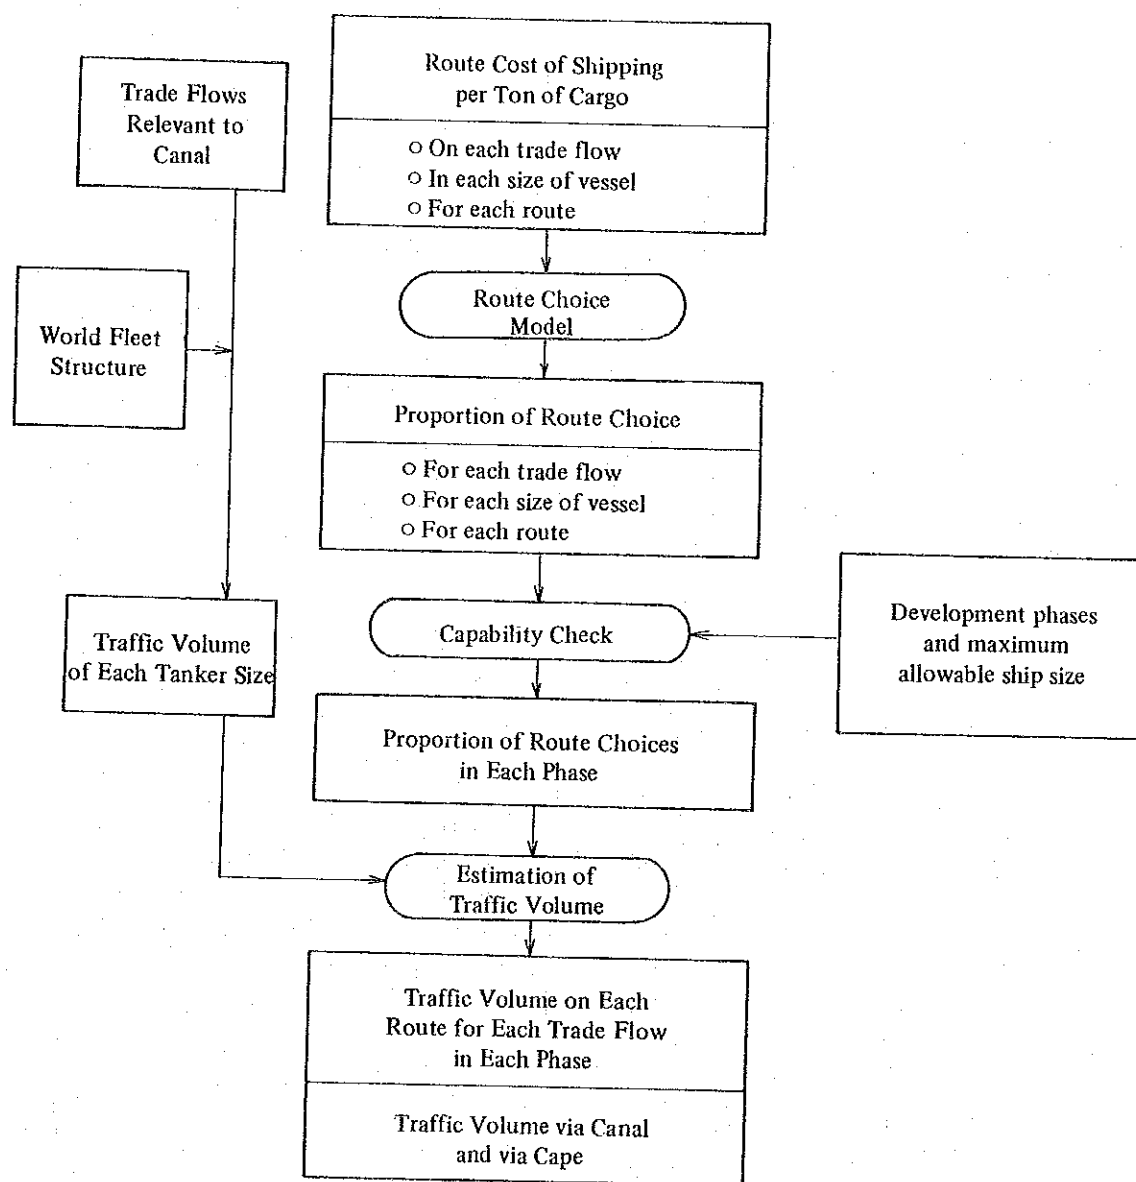 Trade Flows
Relevant to
Canal
Route Cost of Shipping
per Ton of Cargo
○ On each trade flow
○ In each size of vessel
○ For each route
World Fleet
Structure
Route Choice
Model
Proportion of Route Choice
○ For each trade flow
○ For each size of vessel
○ For each route
Traffic Volume
of Each Tanker Size
Capability Check
Development phases
and maximum
allowable ship size
Proportion of Route Choices
in Each Phase
Estimation of
Traffic Volume
Traffic Volume on Each
Route for Each Trade Flow
in Each Phase
Traffic Volume via Canal
and via Cape